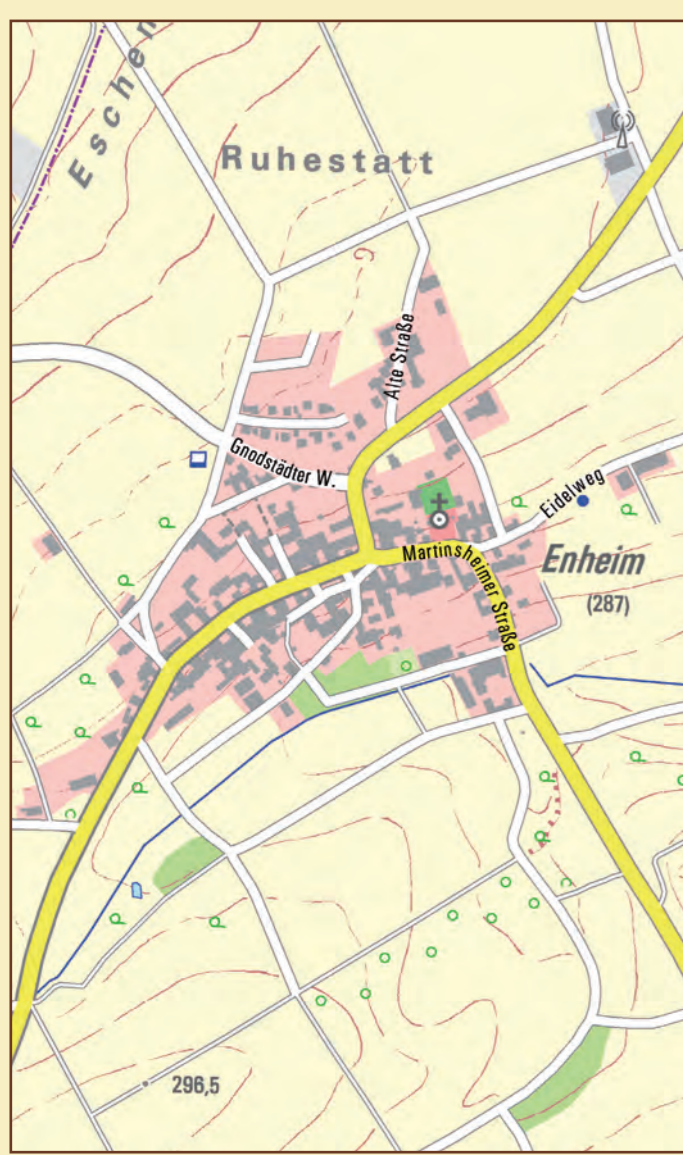 Eschen
Ruhestatt
Alte Straße
Gnodstädter W.
Eidelweg
Martinsheimer Straße
Enheim
(287)
296,5